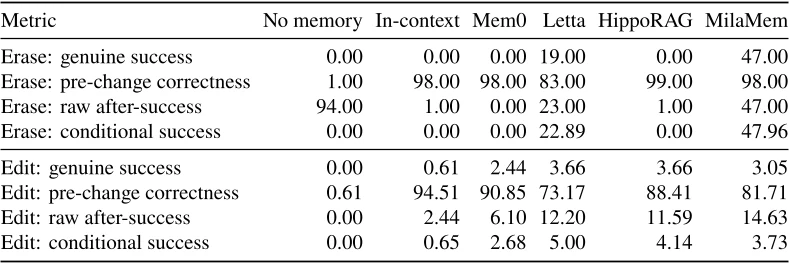 Metric No memory In-context Mem0 Letta HippoRAG MilaMem
Erase: genuine success 0.00 0.00 0.00 19.00 0.00 47.00
Erase: pre-change correctness 1.00 98.00 98.00 83.00 99.00 98.00
Erase: raw after-success 94.00 1.00 0.00 23.00 1.00 47.00
Erase: conditional success 0.00 0.00 0.00 22.89 0.00 47.96
Edit: genuine success 0.00 0.61 2.44 3.66 3.66 3.05
Edit: pre-change correctness 0.61 94.51 90.85 73.17 88.41 81.71
Edit: raw after-success 0.00 2.44 6.10 12.20 11.59 14.63
Edit: conditional success 0.00 0.65 2.68 5.00 4.14 3.73